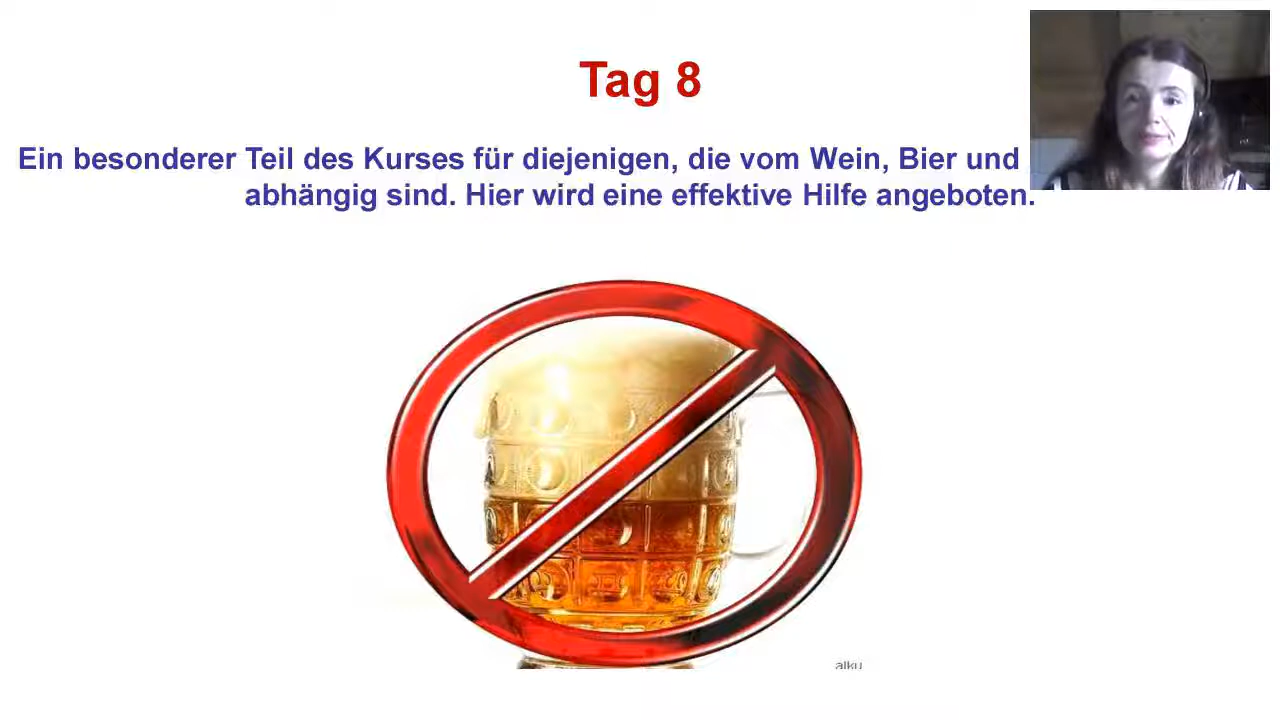 Tag 8
Ein besonderer Teil des Kurses für diejenigen, die vom Wein, Bier und
abhängig sind. Hier wird eine effektive Hilfe angeboten.
alku